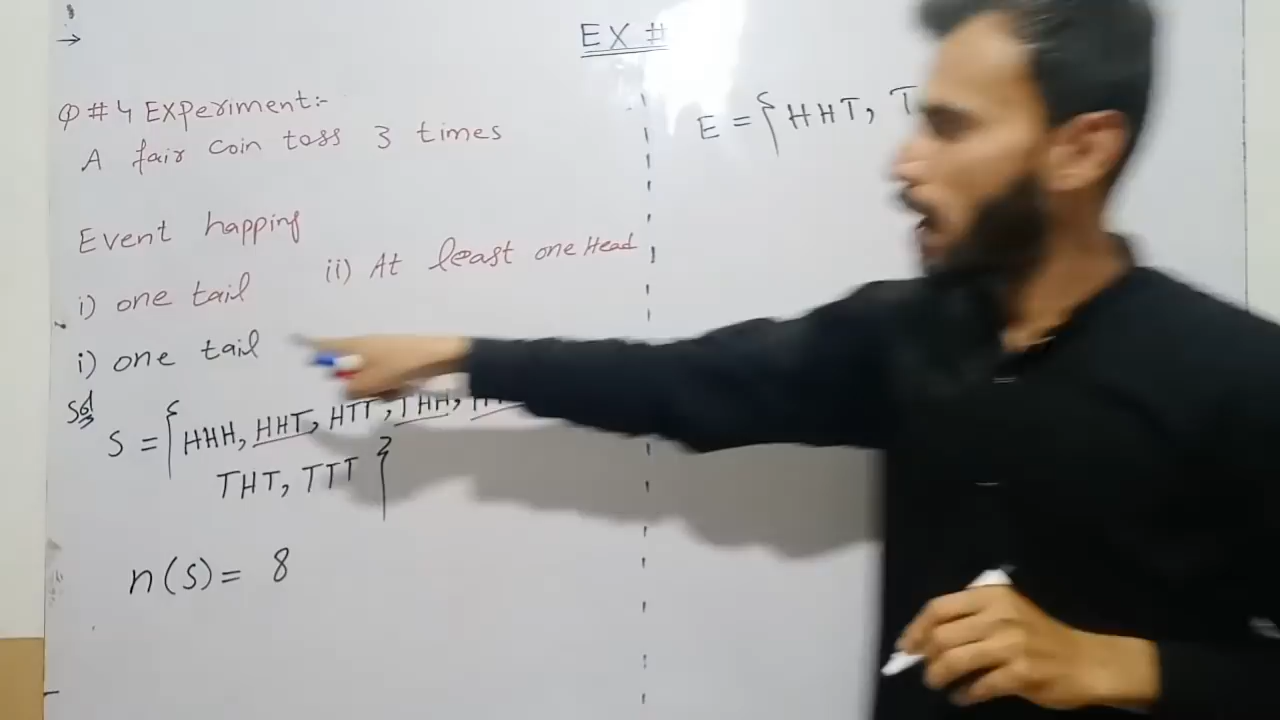 →
EX #
Q # 4 Experiment:-
A fair coin toss 3 times
Event happing
i) one tail ii) At least one Head
i) one tail
Sol
S = { HHH, HHT, HTT, THH,
THT, TTT }
n(S) = 8
E = { HHT, T